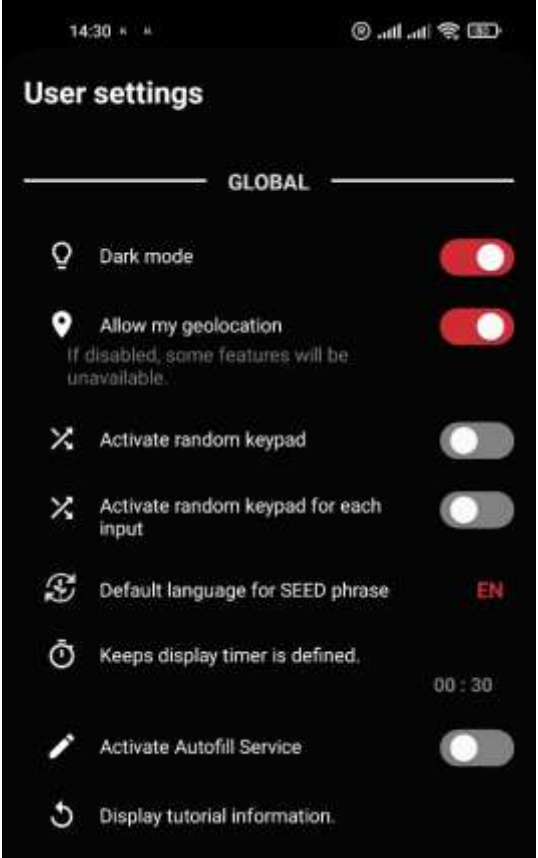 14:30
User settings
GLOBAL
Dark mode
Allow my geolocation
If disabled, some features will be
unavailable.
Activate random keypad
Activate random keypad for each
input
Default language for SEED phrase EN
Keeps display timer is defined.
00 : 30
Activate Autofill Service
Display tutorial information.